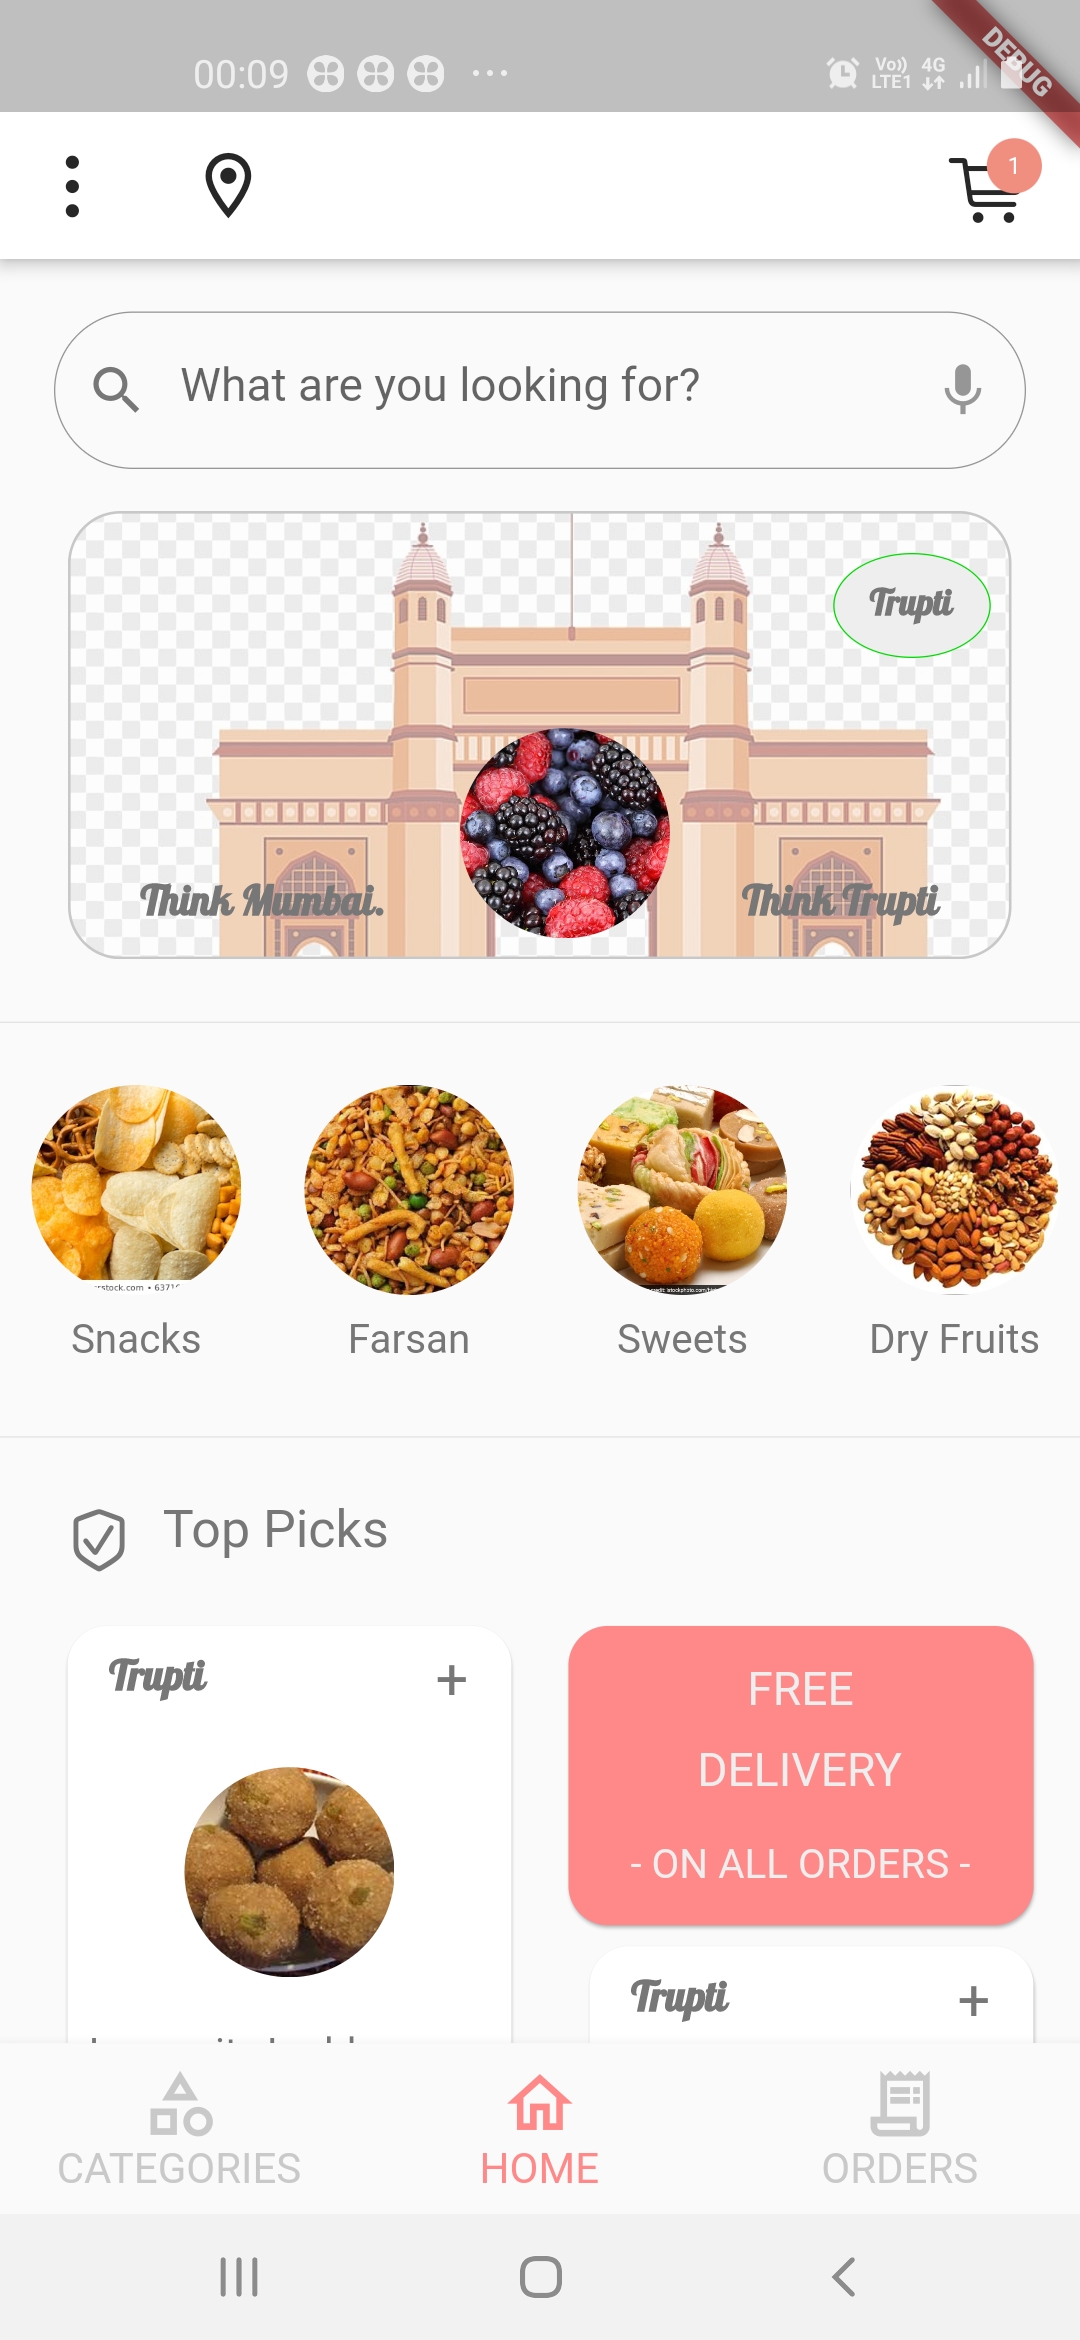 00:09
Vo)) LTE1
4G
DEBUG
1
What are you looking for?
Trupti
Think Mumbai.
Think Trupti
Snacks
Farsan
Sweets
Dry Fruits
Top Picks
Trupti
+
FREE
DELIVERY
- ON ALL ORDERS -
Trupti
+
CATEGORIES
HOME
ORDERS